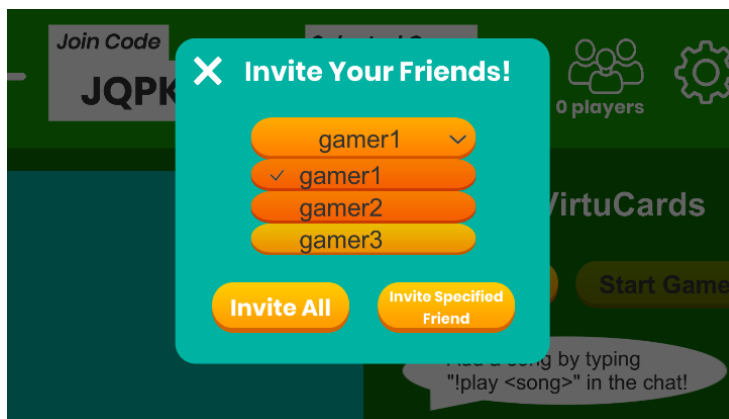 Join Code
JQPK
Invite Your Friends!
0 players
gamer1
gamer1
gamer2
gamer3
VirtuCards
Invite All
Invite Specified
Friend
Start Game
song by typing
"!play <song>" in the chat!